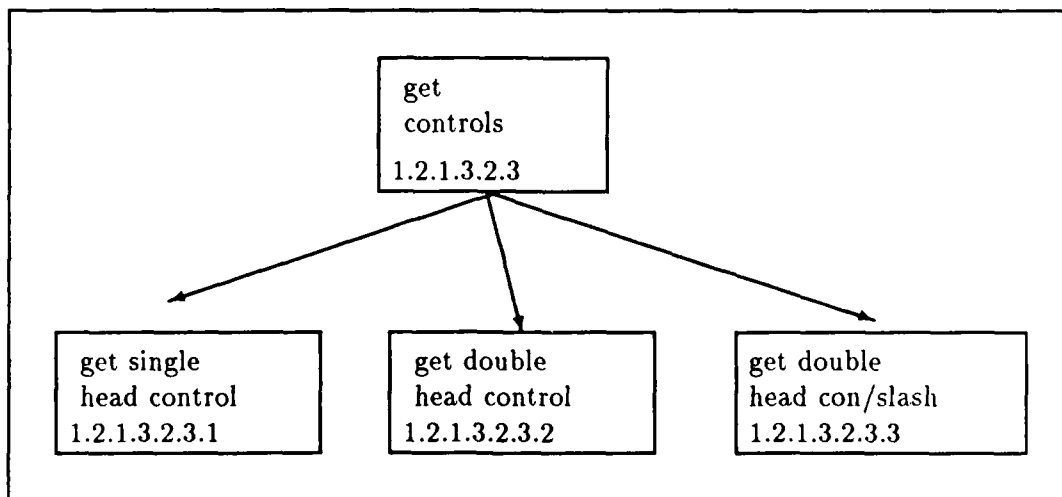 get
controls
1.2.1.3.2.3
get single
head control
1.2.1.3.2.3.1
get double
head control
1.2.1.3.2.3.2
get double
head con/slash
1.2.1.3.2.3.3